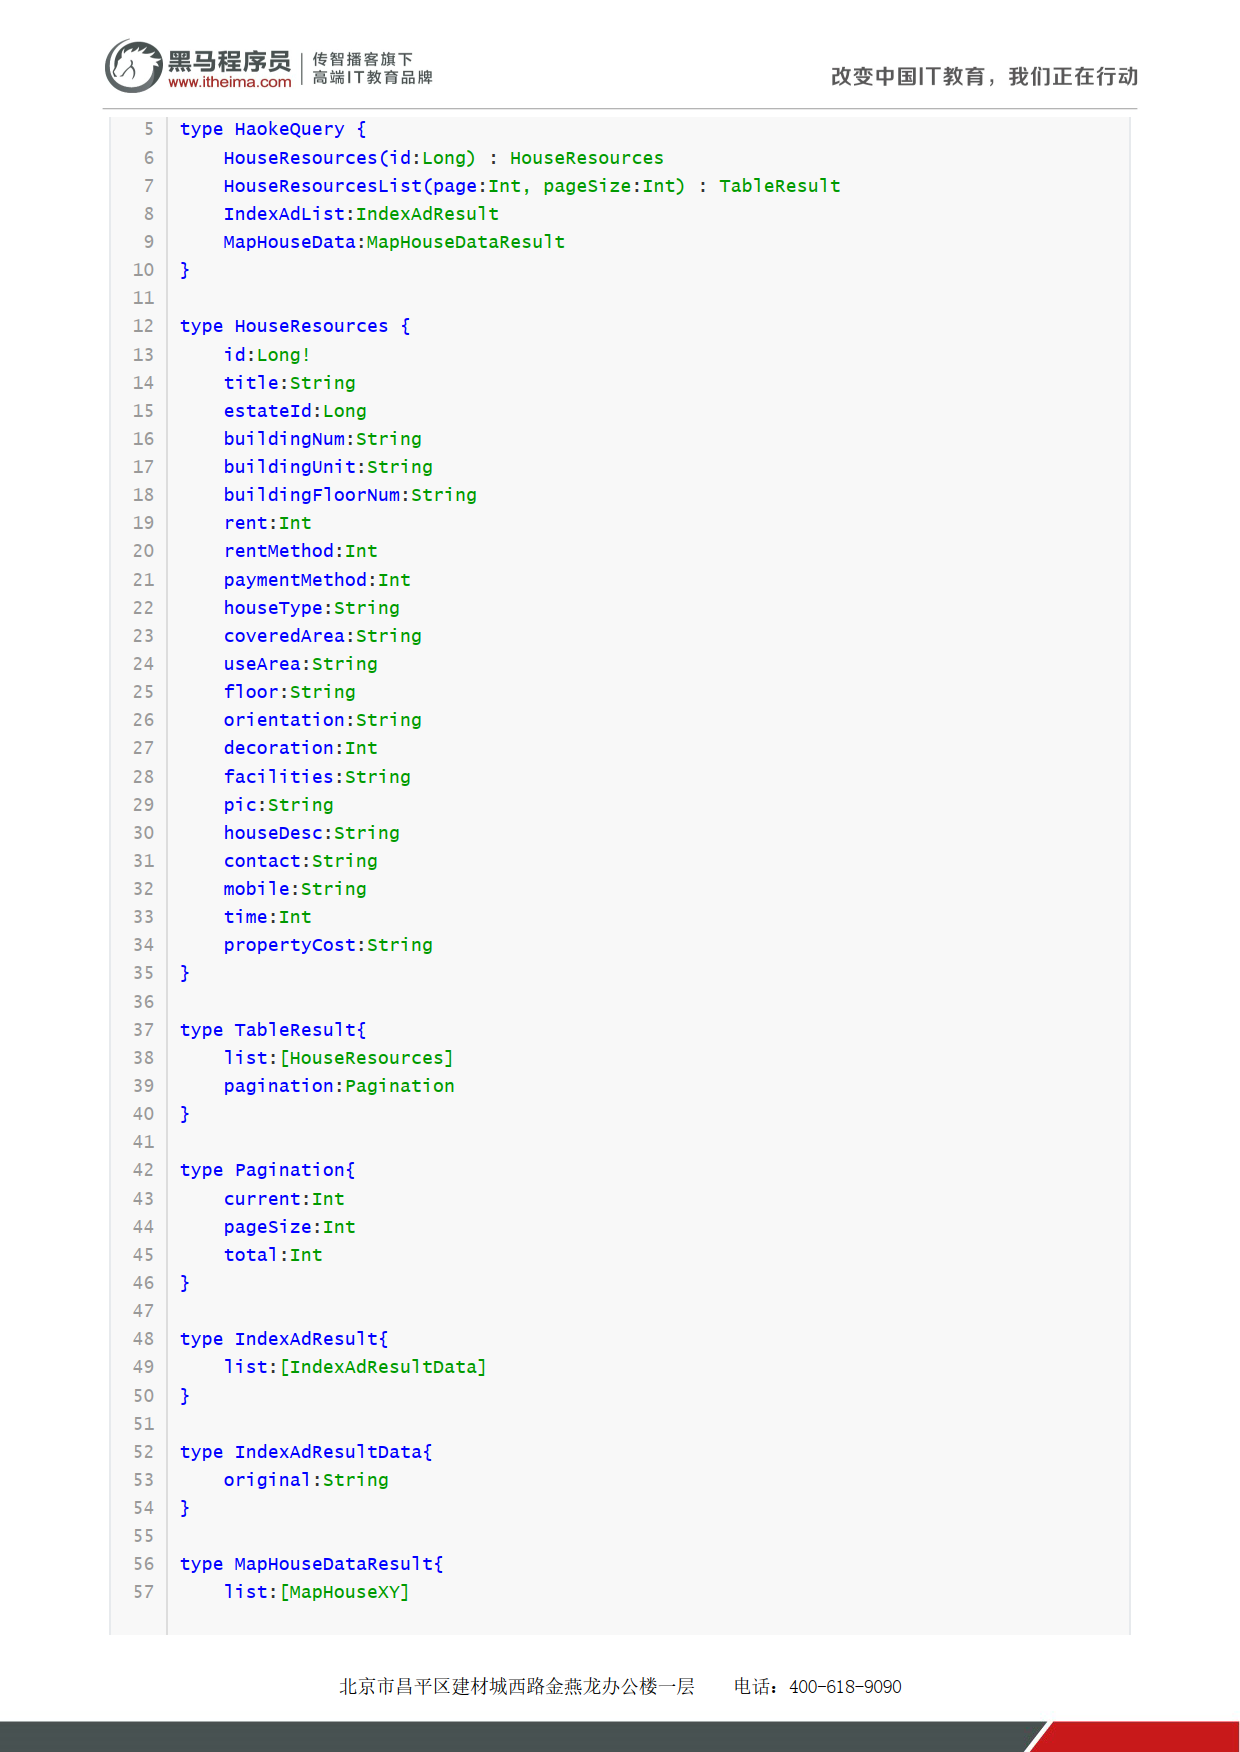 黑马程序员
www.itheima.com
传智播客旗下
高端IT教育品牌
改变中国IT教育，我们正在行动
5 type HaokeQuery {
6     HouseResources(id:Long) : HouseResources
7     HouseResourcesList(page:Int, pageSize:Int) : TableResult
8     IndexAdList:IndexAdResult
9     MapHouseData:MapHouseDataResult
10 }
11
12 type HouseResources {
13     id:Long!
14     title:String
15     estateId:Long
16     buildingNum:String
17     buildingUnit:String
18     buildingFloorNum:String
19     rent:Int
20     rentMethod:Int
21     paymentMethod:Int
22     houseType:String
23     coveredArea:String
24     useArea:String
25     floor:String
26     orientation:String
27     decoration:Int
28     facilities:String
29     pic:String
30     houseDesc:String
31     contact:String
32     mobile:String
33     time:Int
34     propertyCost:String
35 }
36
37 type TableResult{
38     list:[HouseResources]
39     pagination:Pagination
40 }
41
42 type Pagination{
43     current:Int
44     pageSize:Int
45     total:Int
46 }
47
48 type IndexAdResult{
49     list:[IndexAdResultData]
50 }
51
52 type IndexAdResultData{
53     original:String
54 }
55
56 type MapHouseDataResult{
57     list:[MapHouseXY]
北京市昌平区建材城西路金燕龙办公楼一层 电话：400-618-9090